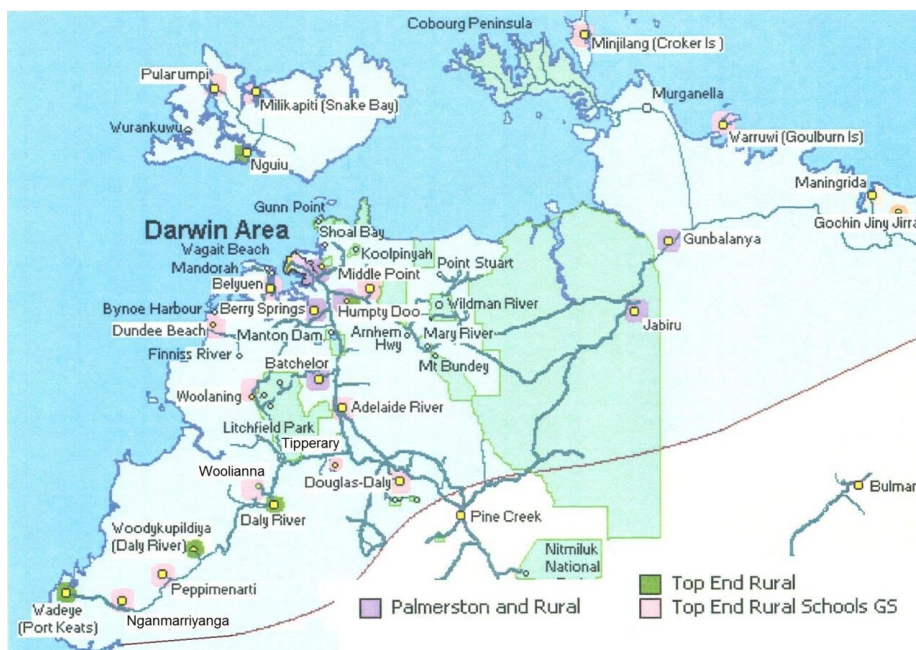 Cobourg Peninsula
Minjilang (Croker Is )
Pularumpi
Milikapiti (Snake Bay)
Murganella
Wurankuwu
Warruwi (Goulburn Is)
Nguiu
Maningrida
Gunn Point
Gochin Jiny Jirra
Shoal Bay
Darwin Area
Gunbalanya
Wagait Beach
Koolpinyah
Mandorah
Middle Point
Point Stuart
Belyuen
Bynoe Harbour
Berry Springs
Wildman River
Humpty Doo
Jabiru
Dundee Beach
Manton Dam
Arnhem
Hwy
Mary River
Finniss River
Mt Bundey
Batchelor
Woolaning
Adelaide River
Litchfield Park
Tipperary
Woolianna
Douglas-Daly
Bulman
Daly River
Pine Creek
Woodykupildiya
(Daly River)
Nitmiluk
National
Peppimenarti
Top End Rural
Wadeye
(Port Keats)
Nganmarriyanga
Palmerston and Rural
Top End Rural Schools GS